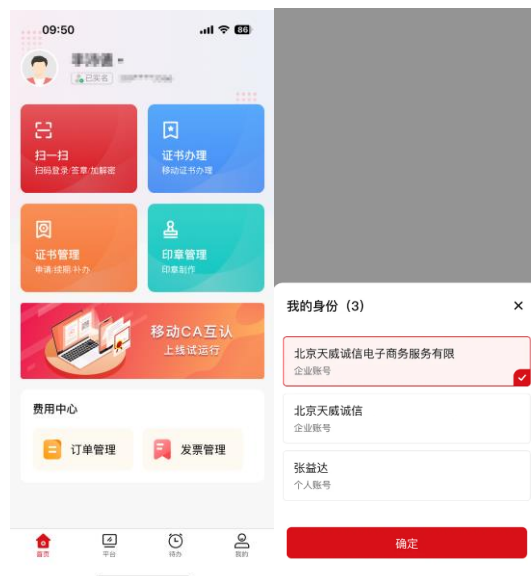 09:50
86
已实名
扫一扫
扫码登录·签章·加解密
证书办理
移动证书办理
证书管理
申请·续期·补办
印章管理
印章制作
移动CA互认
上线试运行
费用中心
订单管理
发票管理
首页
平台
待办
我的
我的身份（3）
×
北京天威诚信电子商务服务有限
企业账号
北京天威诚信
企业账号
张益达
个人账号
确定